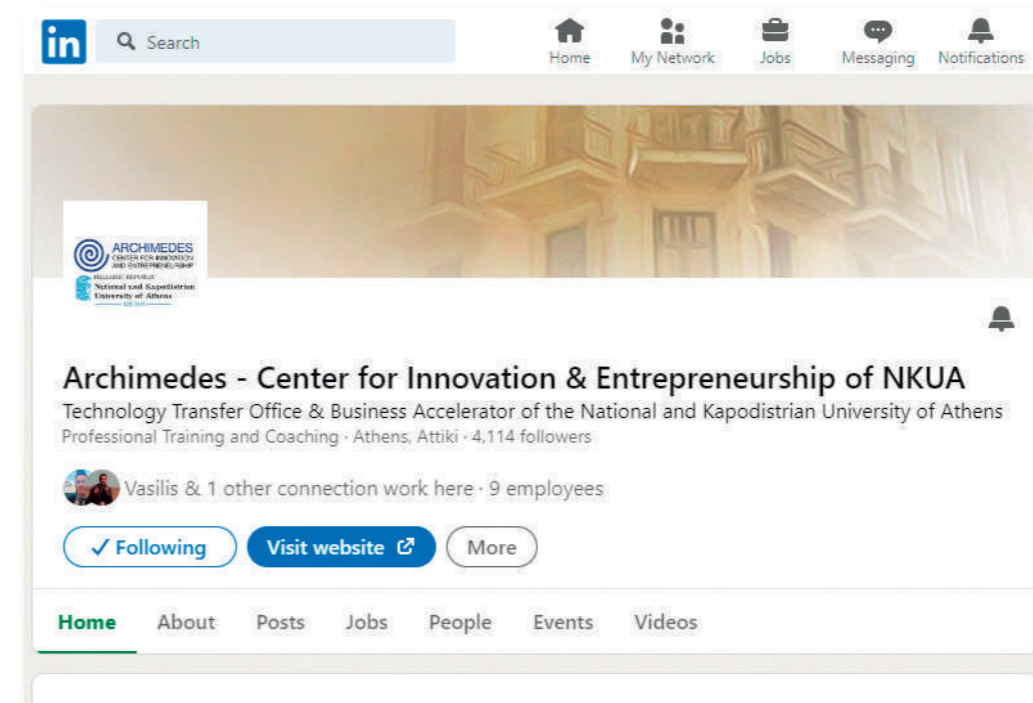 in Search
Home My Network Jobs Messaging Notifications
ARCHIMEDES
CENTER FOR INNOVATION
AND ENTREPRENEURSHIP
HELLENIC REPUBLIC
National and Kapodistrian
University of Athens
Archimedes - Center for Innovation & Entrepreneurship of NKUA
Technology Transfer Office & Business Accelerator of the National and Kapodistrian University of Athens
Professional Training and Coaching · Athens, Attiki · 4,114 followers
Vasilis & 1 other connection work here · 9 employees
Following Visit website More
Home About Posts Jobs People Events Videos